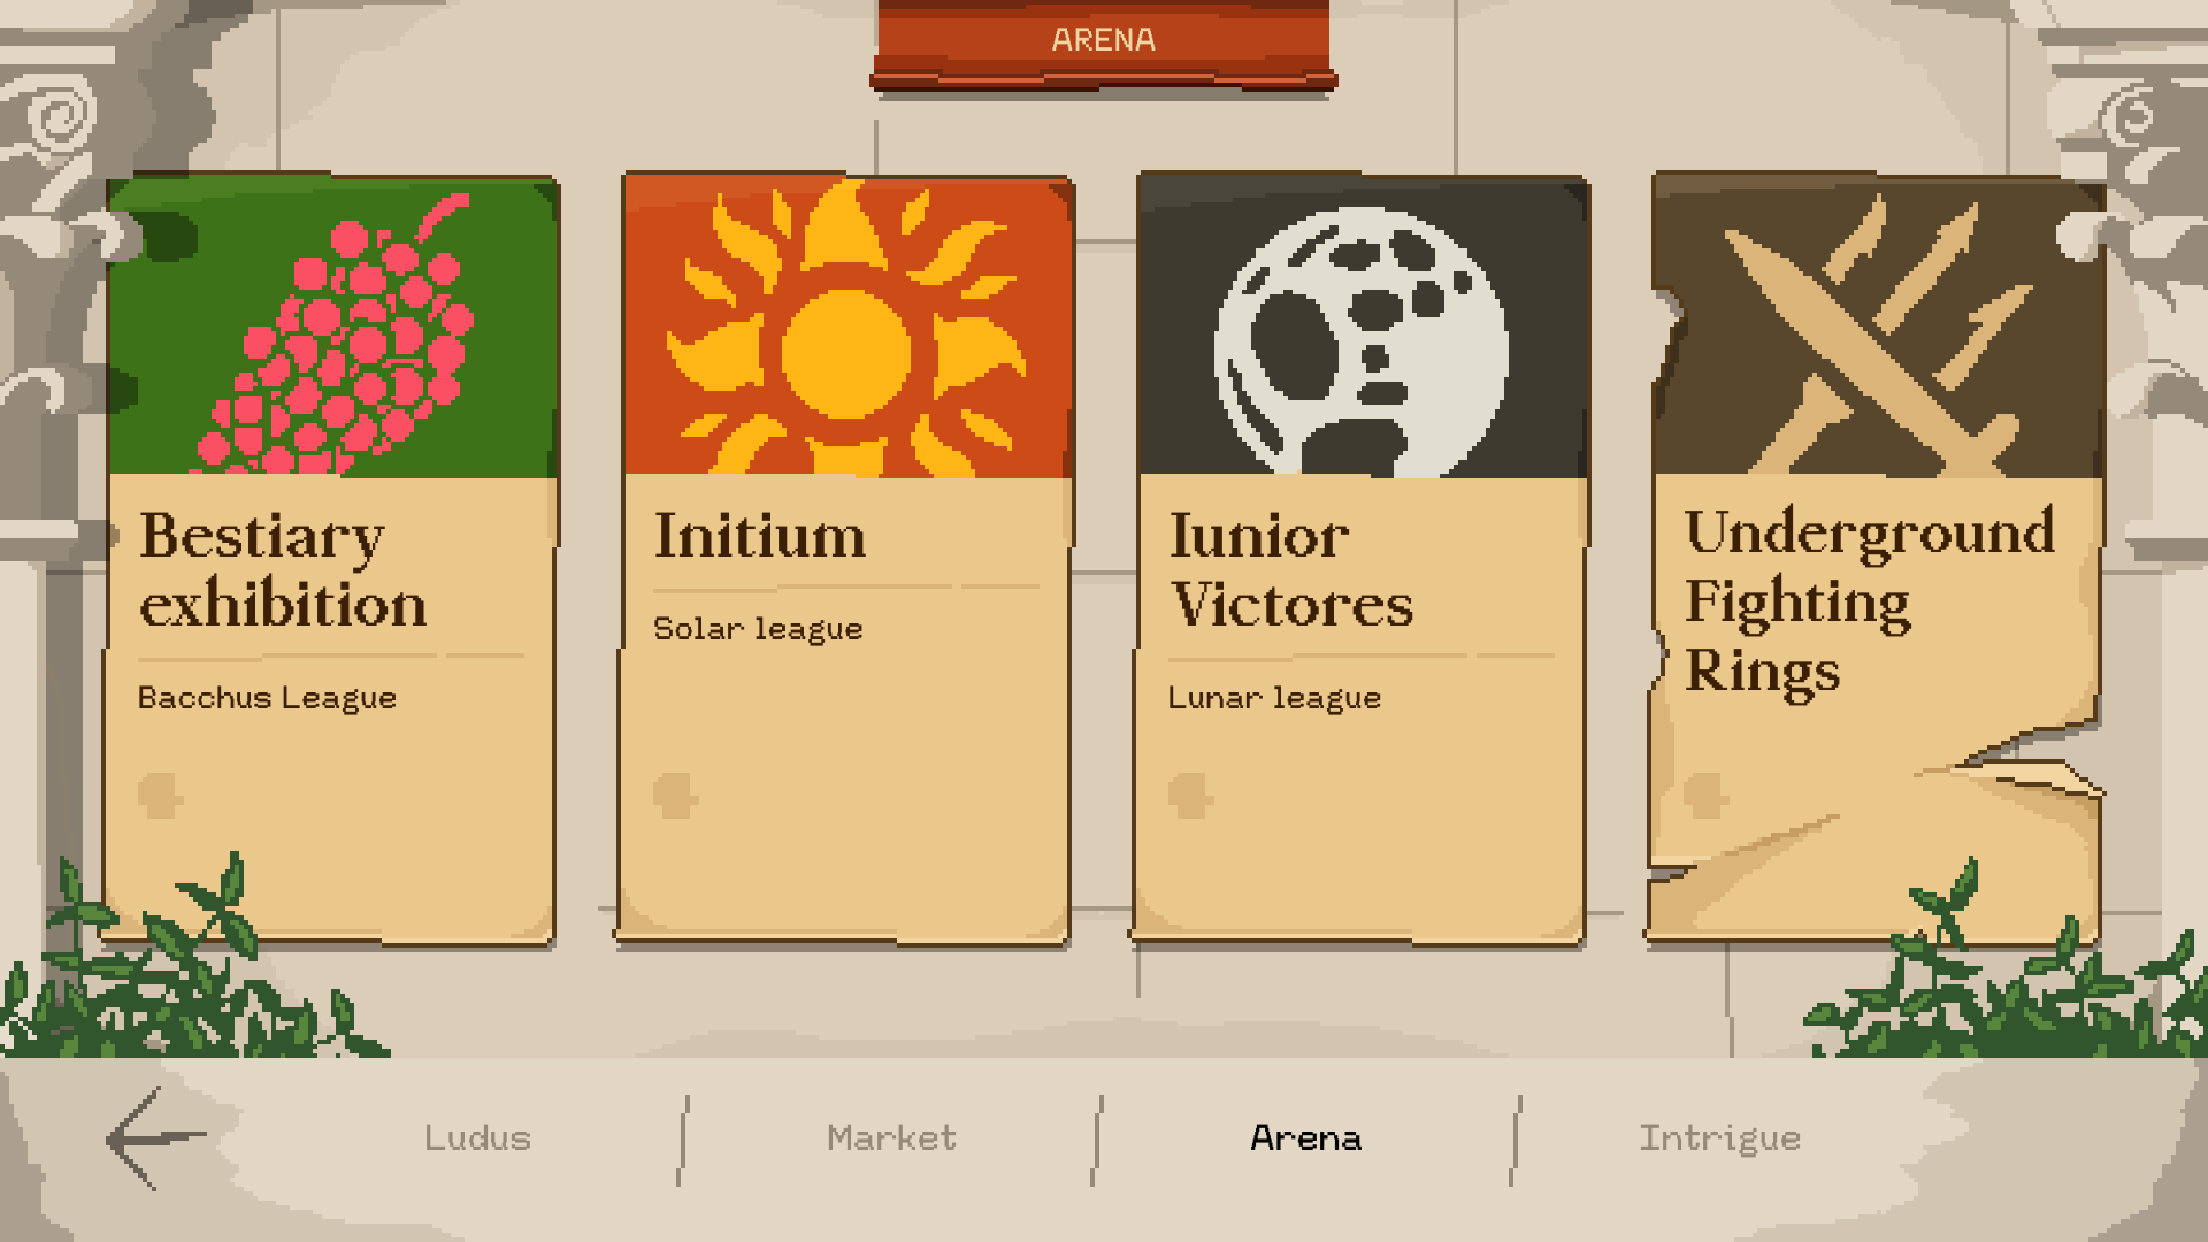 ARENA
Bestiary
exhibition
Bacchus League
Initium
Solar league
Iunior
Victores
Lunar league
Underground
Fighting
Rings
Ludus
Market
Arena
Intrigue